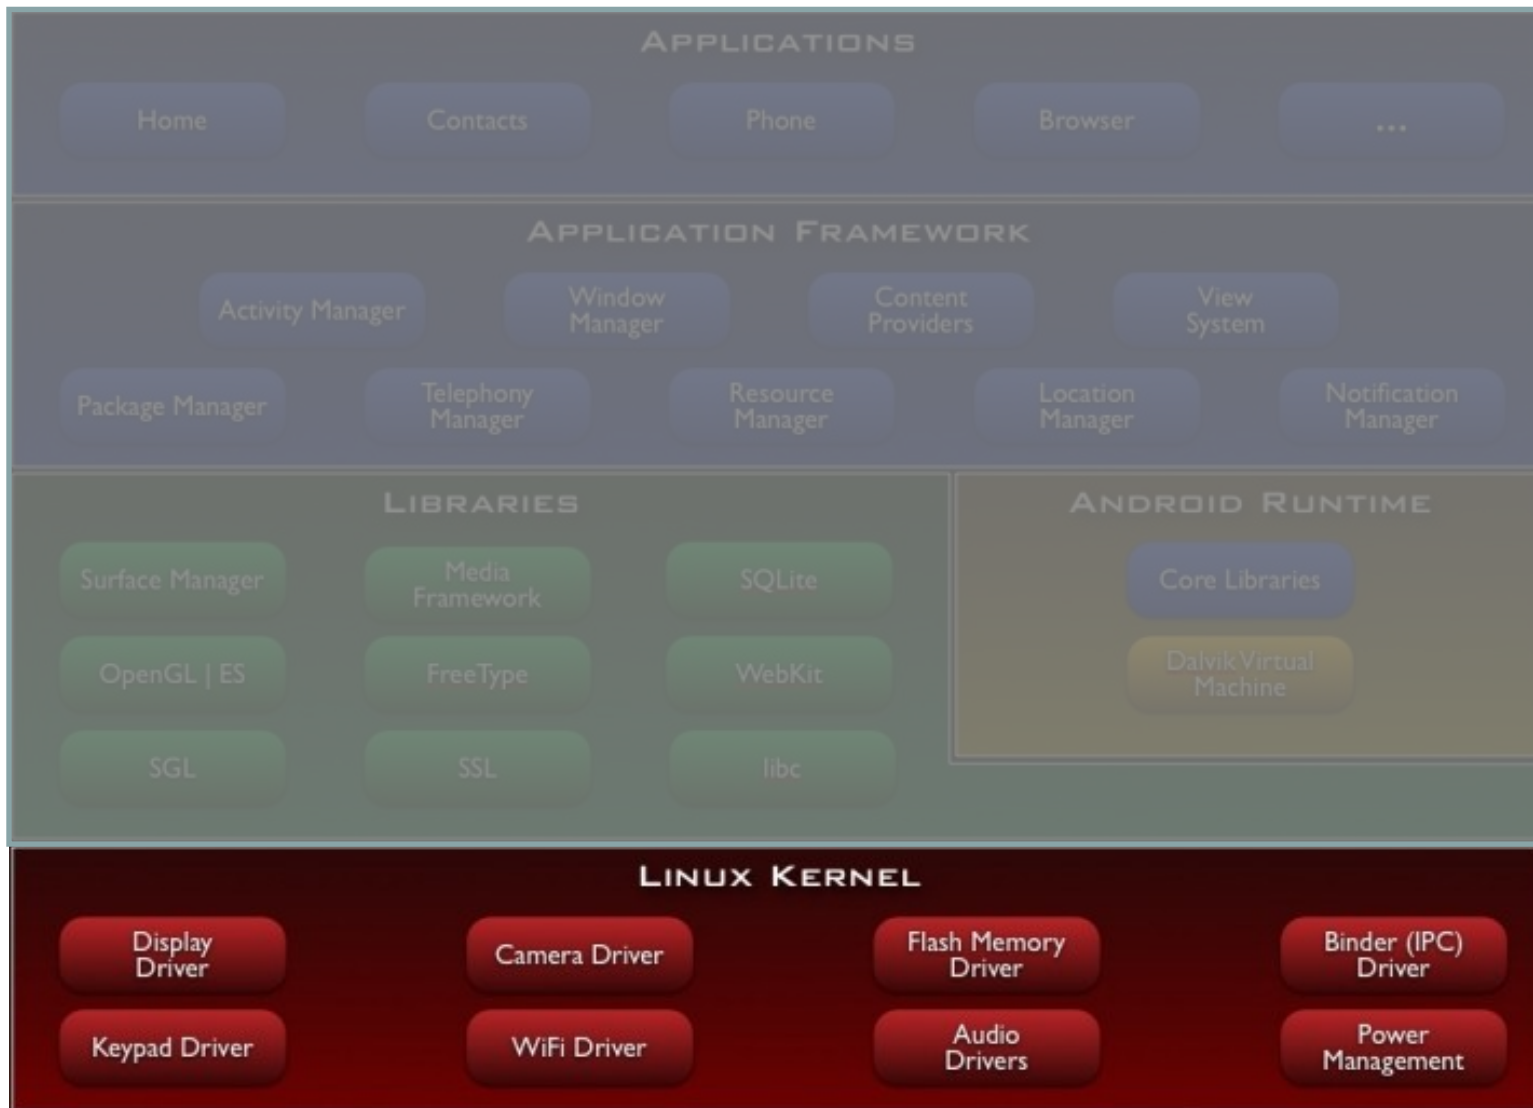 APPLICATIONS
Home
Contacts
Phone
Browser
...
APPLICATION FRAMEWORK
Activity Manager
Window
Manager
Content
Providers
View
System
Package Manager
Telephony
Manager
Resource
Manager
Location
Manager
Notification
Manager
LIBRARIES
Surface Manager
Media
Framework
SQLite
OpenGL | ES
FreeType
WebKit
SGL
SSL
libc
ANDROID RUNTIME
Core Libraries
Dalvik Virtual
Machine
LINUX KERNEL
Display
Driver
Camera Driver
Flash Memory
Driver
Binder (IPC)
Driver
Keypad Driver
WiFi Driver
Audio
Drivers
Power
Management